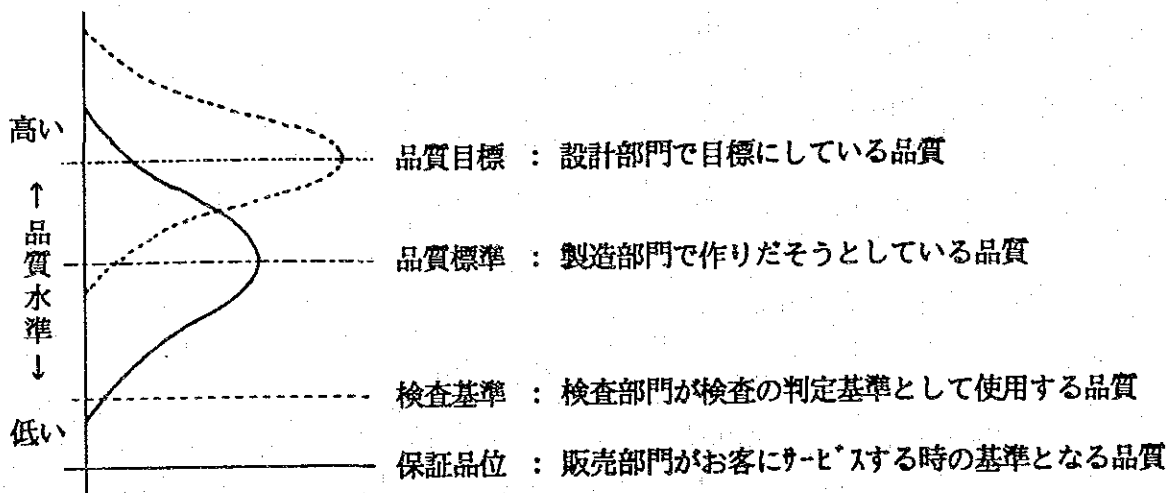 高い
品質目標 : 設計部門で目標にしている品質
↑品質水準↓
品質標準 : 製造部門で作りだそうとしている品質
検査基準 : 検査部門が検査の判定基準として使用する品質
低い
保証品位 : 販売部門がお客にｻｰﾋﾞｽする時の基準となる品質